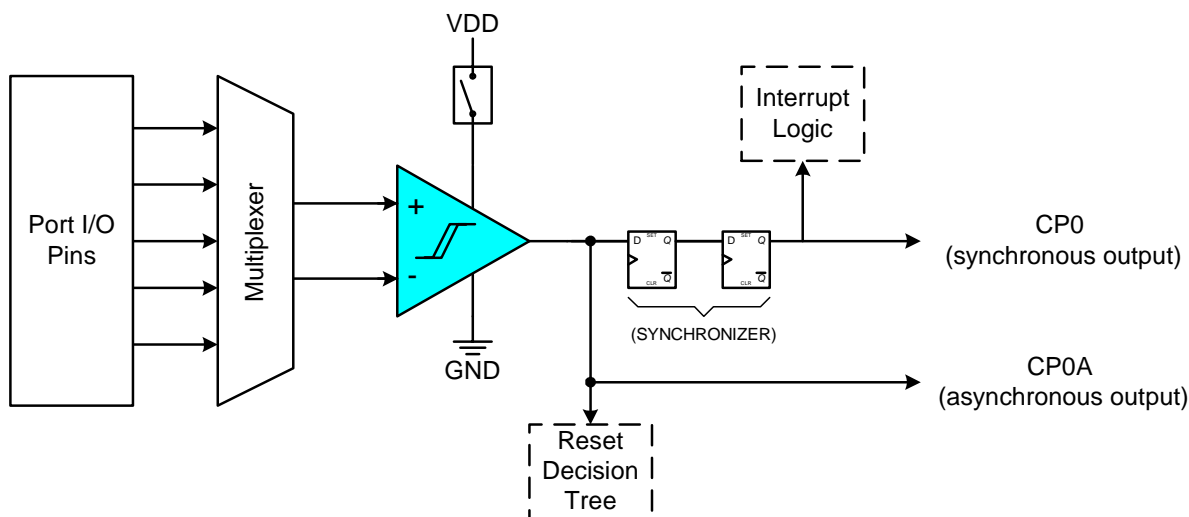 VDD
Interrupt
Logic
Port I/O
Pins
Multiplexer
+
-
D SET Q
CLR Q
D SET Q
CLR Q
CP0
(synchronous output)
(SYNCHRONIZER)
GND
CP0A
(asynchronous output)
Reset
Decision
Tree